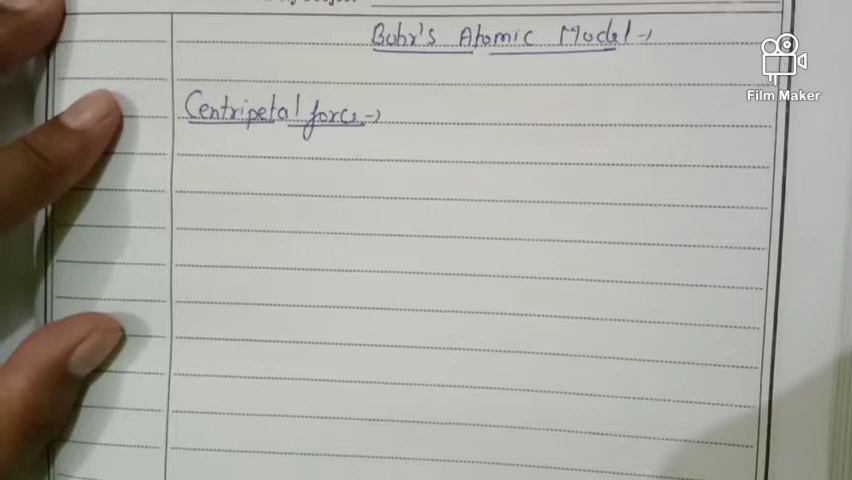 Bohr's Atomic Model →
Film Maker
Centripetal force →